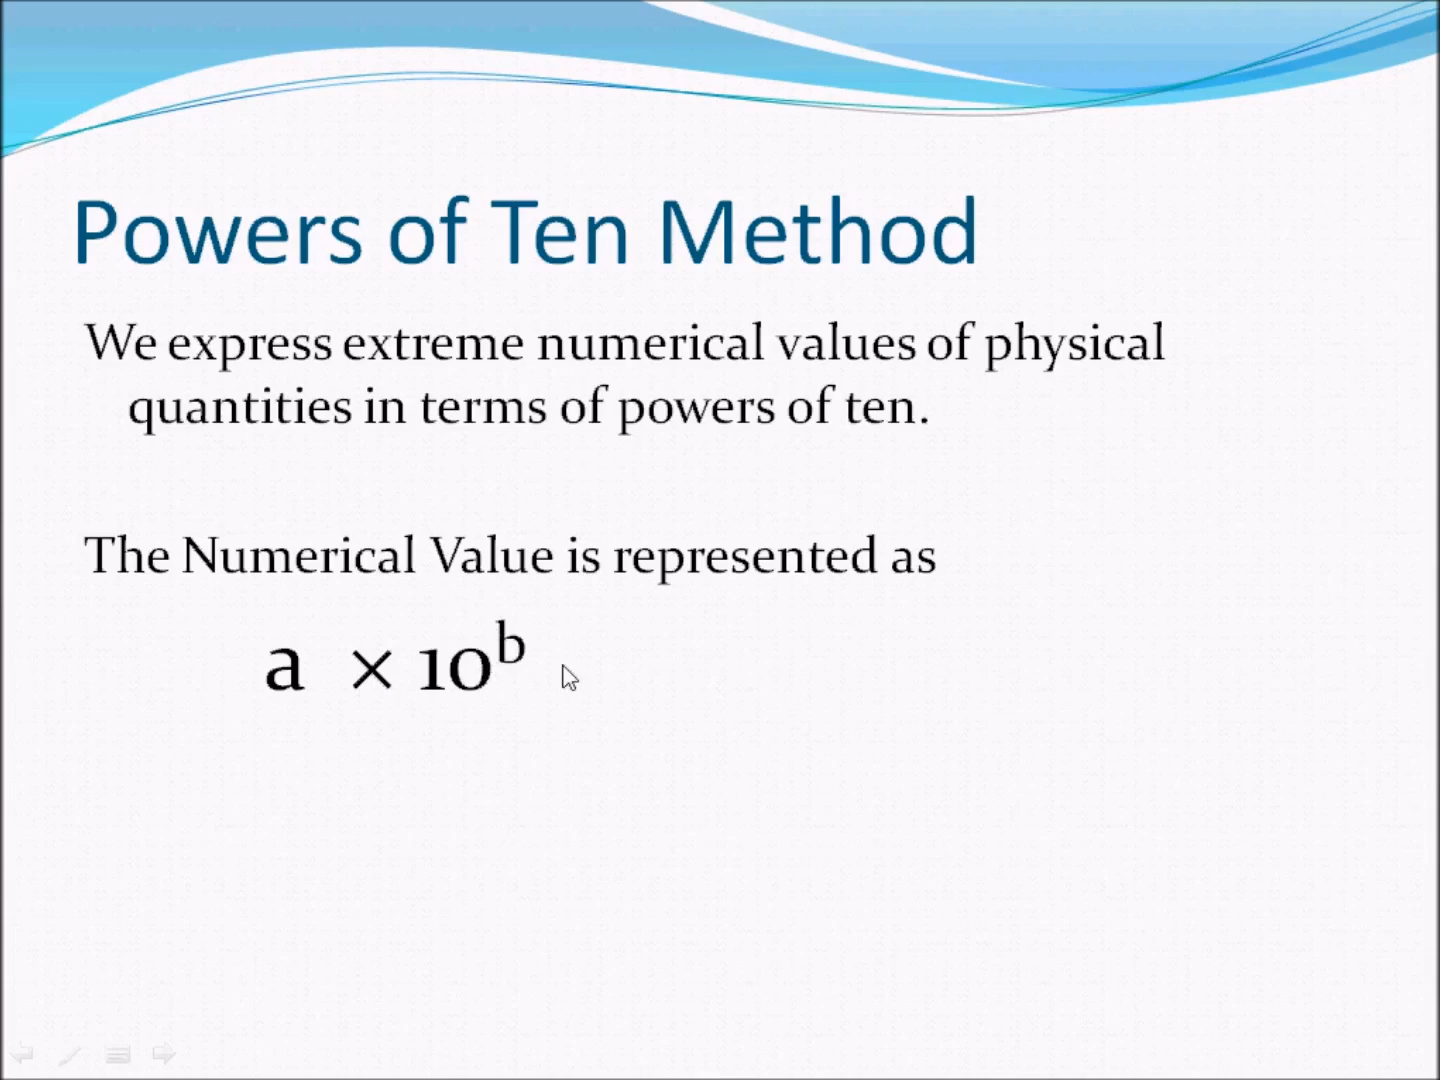 Powers of Ten Method
We express extreme numerical values of physical
quantities in terms of powers of ten.
The Numerical Value is represented as
a × 10^b